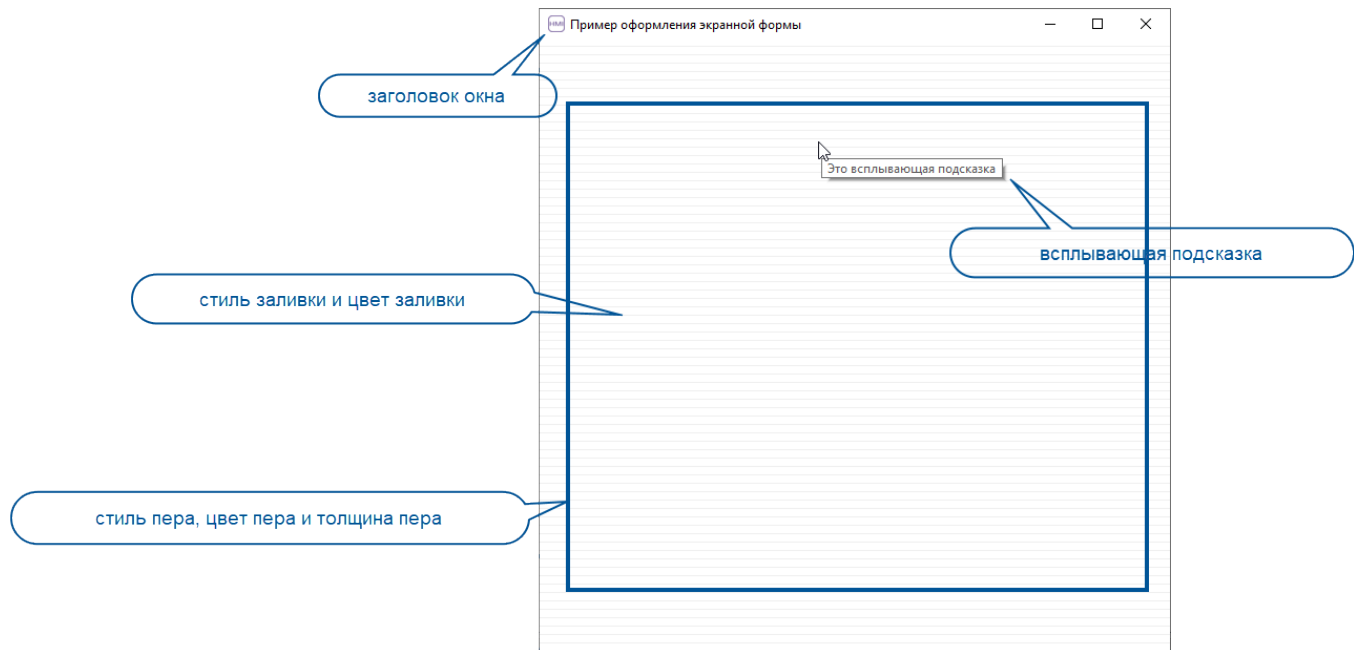 HMI Пример оформления экранной формы
заголовок окна
Это всплывающая подсказка
всплывающая подсказка
стиль заливки и цвет заливки
стиль пера, цвет пера и толщина пера